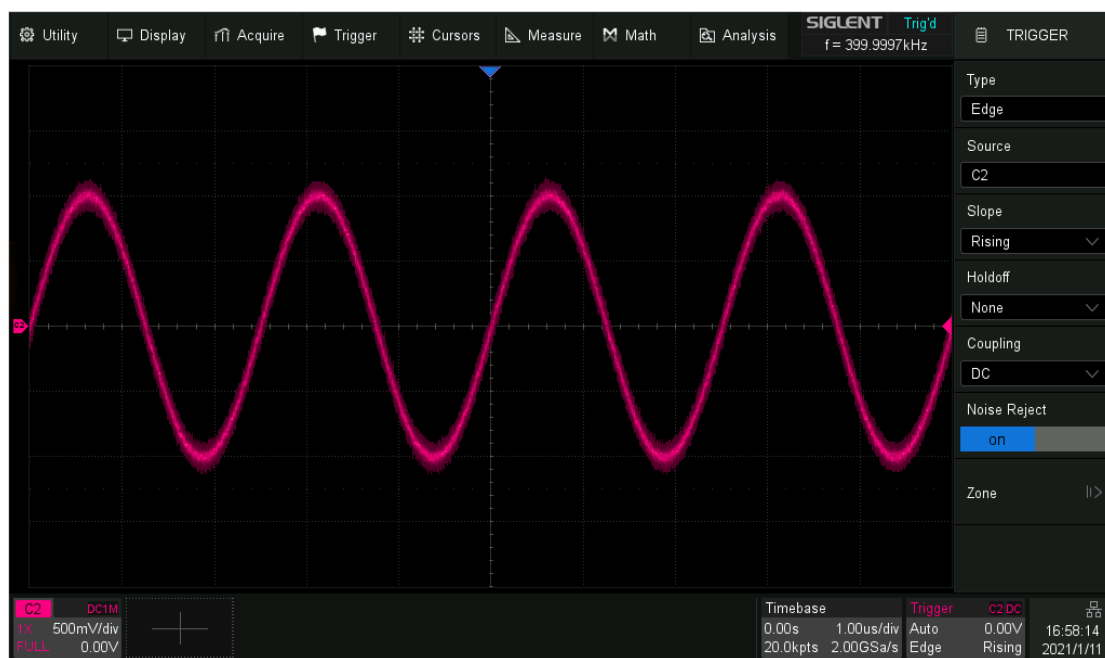 Utility Display Acquire Trigger Cursors Measure Math Analysis
SIGLENT Trig'd
f = 399.9997kHz
TRIGGER
Type
Edge
Source
C2
Slope
Rising
Holdoff
None
Coupling
DC
Noise Reject
on
Zone
C2
C2 DC1M
1X 500mV/div
FULL 0.00V
Timebase
0.00s 1.00us/div
20.0kpts 2.00GSa/s
Trigger C2 DC
Auto 0.00V
Edge Rising
16:58:14
2021/1/11